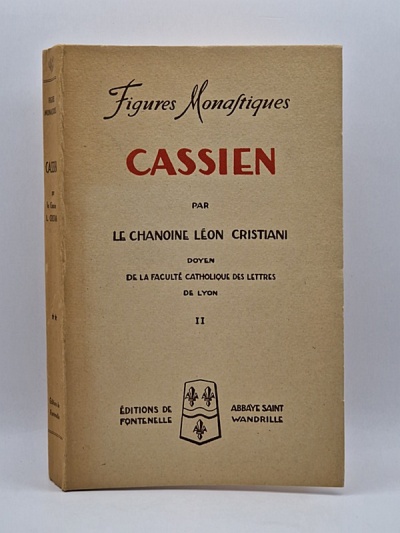 Figures Monastiques
CASSIEN
PAR
LE CHANOINE LÉON CRISTIANI
DOYEN
DE LA FACULTÉ CATHOLIQUE DES LETTRES
DE LYON
II
ÉDITIONS DE
FONTENELLE
ABBAYE SAINT
WANDRILLE
CASSIEN